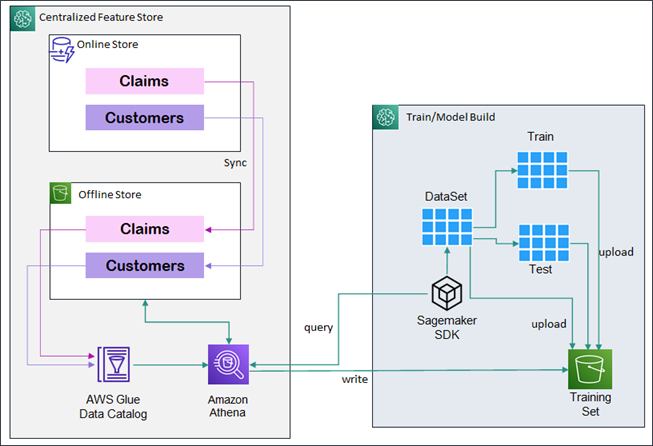 Centralized Feature Store
Online Store
Claims
Customers
Sync
Offline Store
Claims
Customers
AWS Glue
Data Catalog
Amazon
Athena
query
write
Train/Model Build
Train
DataSet
Test
upload
Sagemaker
SDK
upload
Training
Set